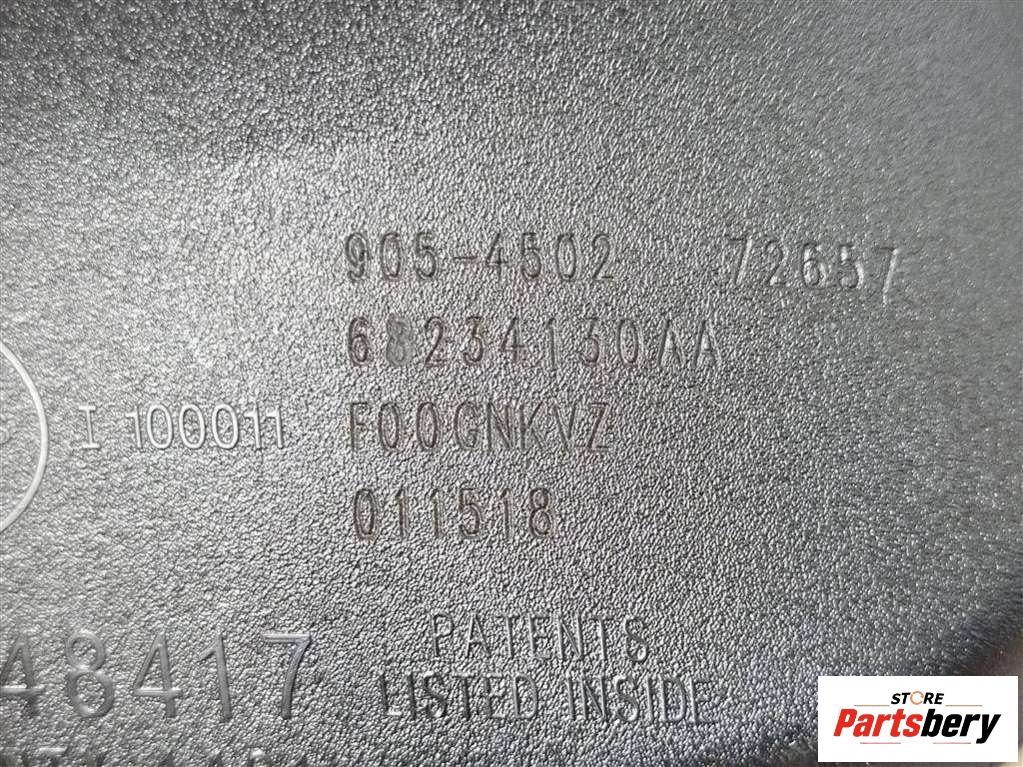 905-4502 72657
68234130AA
I 100011 F00GNKVZ
011518
48417 PATENTS
LISTED INSIDE
STORE
Partsbery